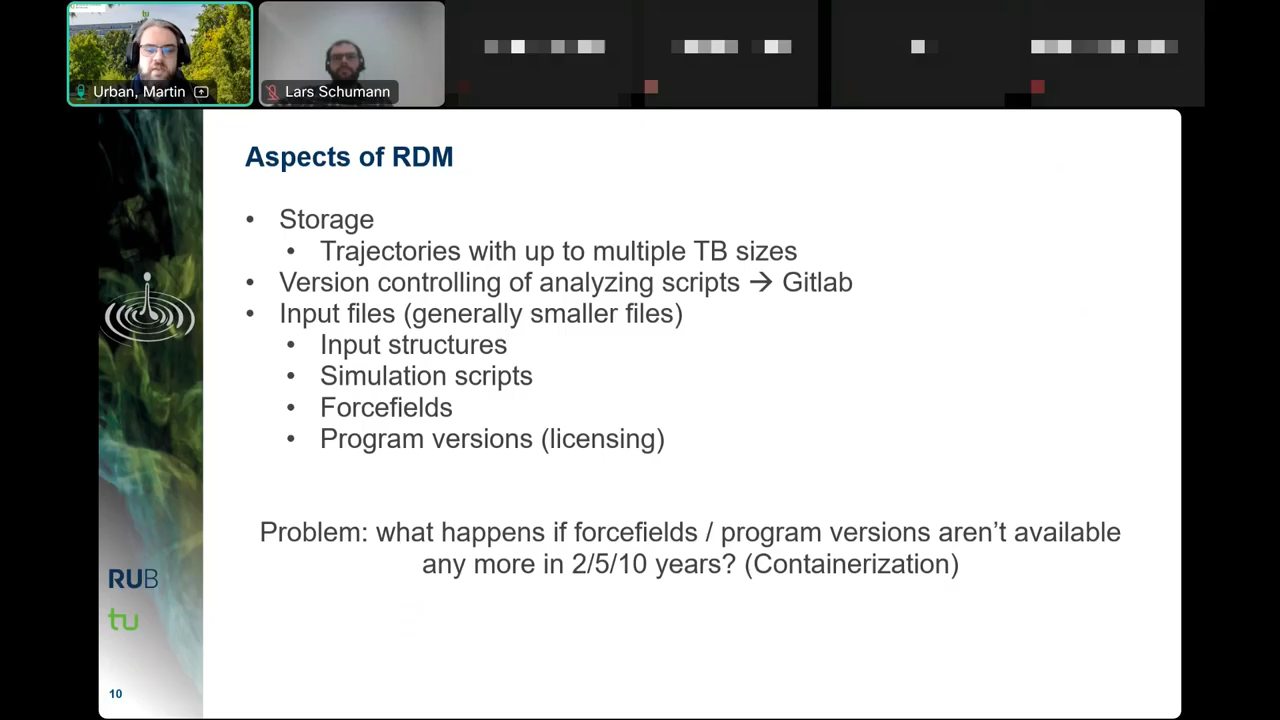 Urban, Martin
Lars Schumann
Aspects of RDM
• Storage
• Trajectories with up to multiple TB sizes
• Version controlling of analyzing scripts → Gitlab
• Input files (generally smaller files)
• Input structures
• Simulation scripts
• Forcefields
• Program versions (licensing)
Problem: what happens if forcefields / program versions aren't available
any more in 2/5/10 years? (Containerization)
RUB
tu
10